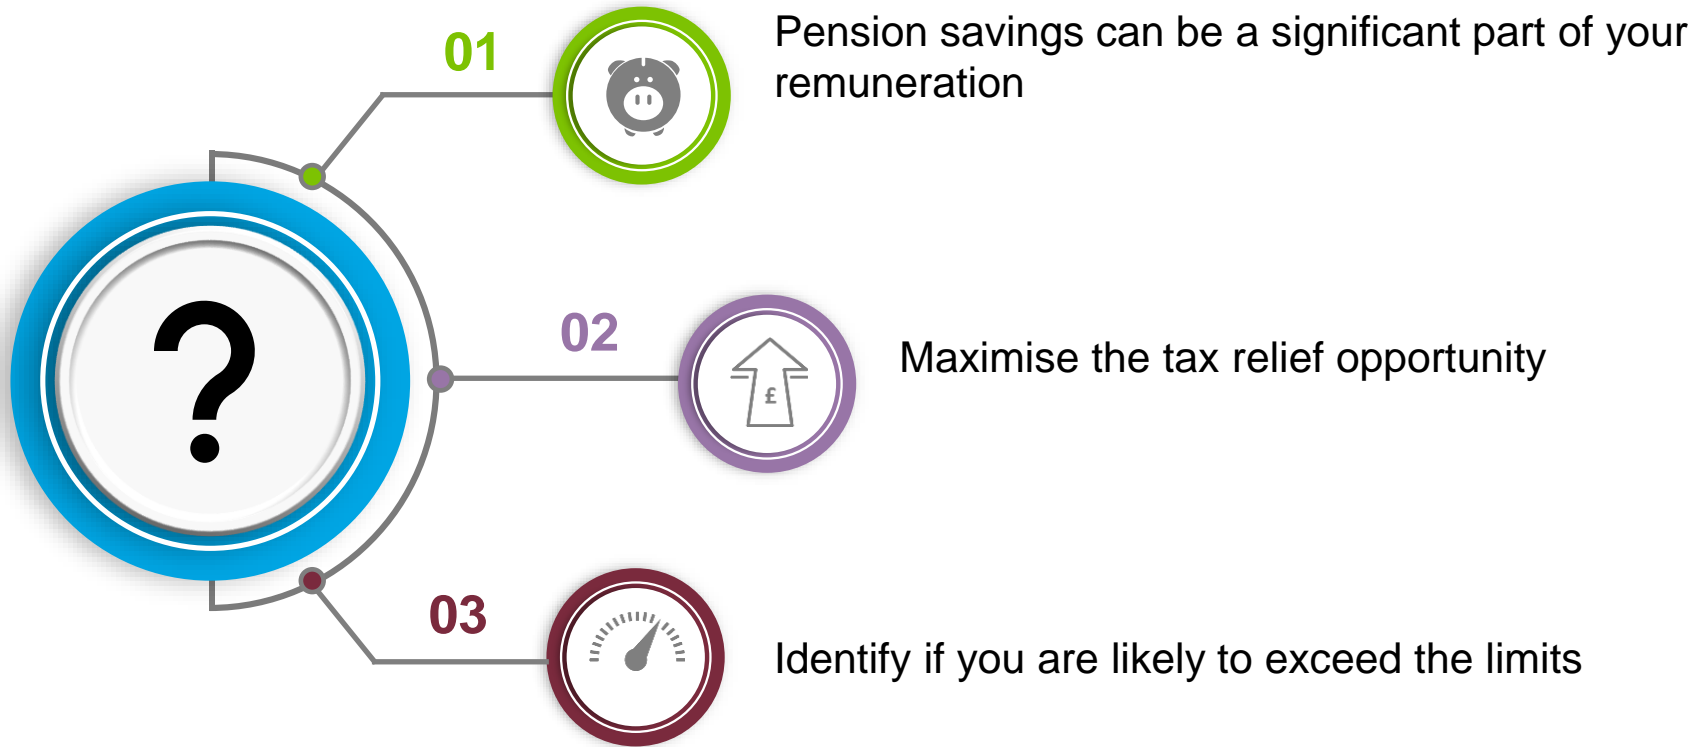 01
Pension savings can be a significant part of your
remuneration
?
02
£
Maximise the tax relief opportunity
03
Identify if you are likely to exceed the limits